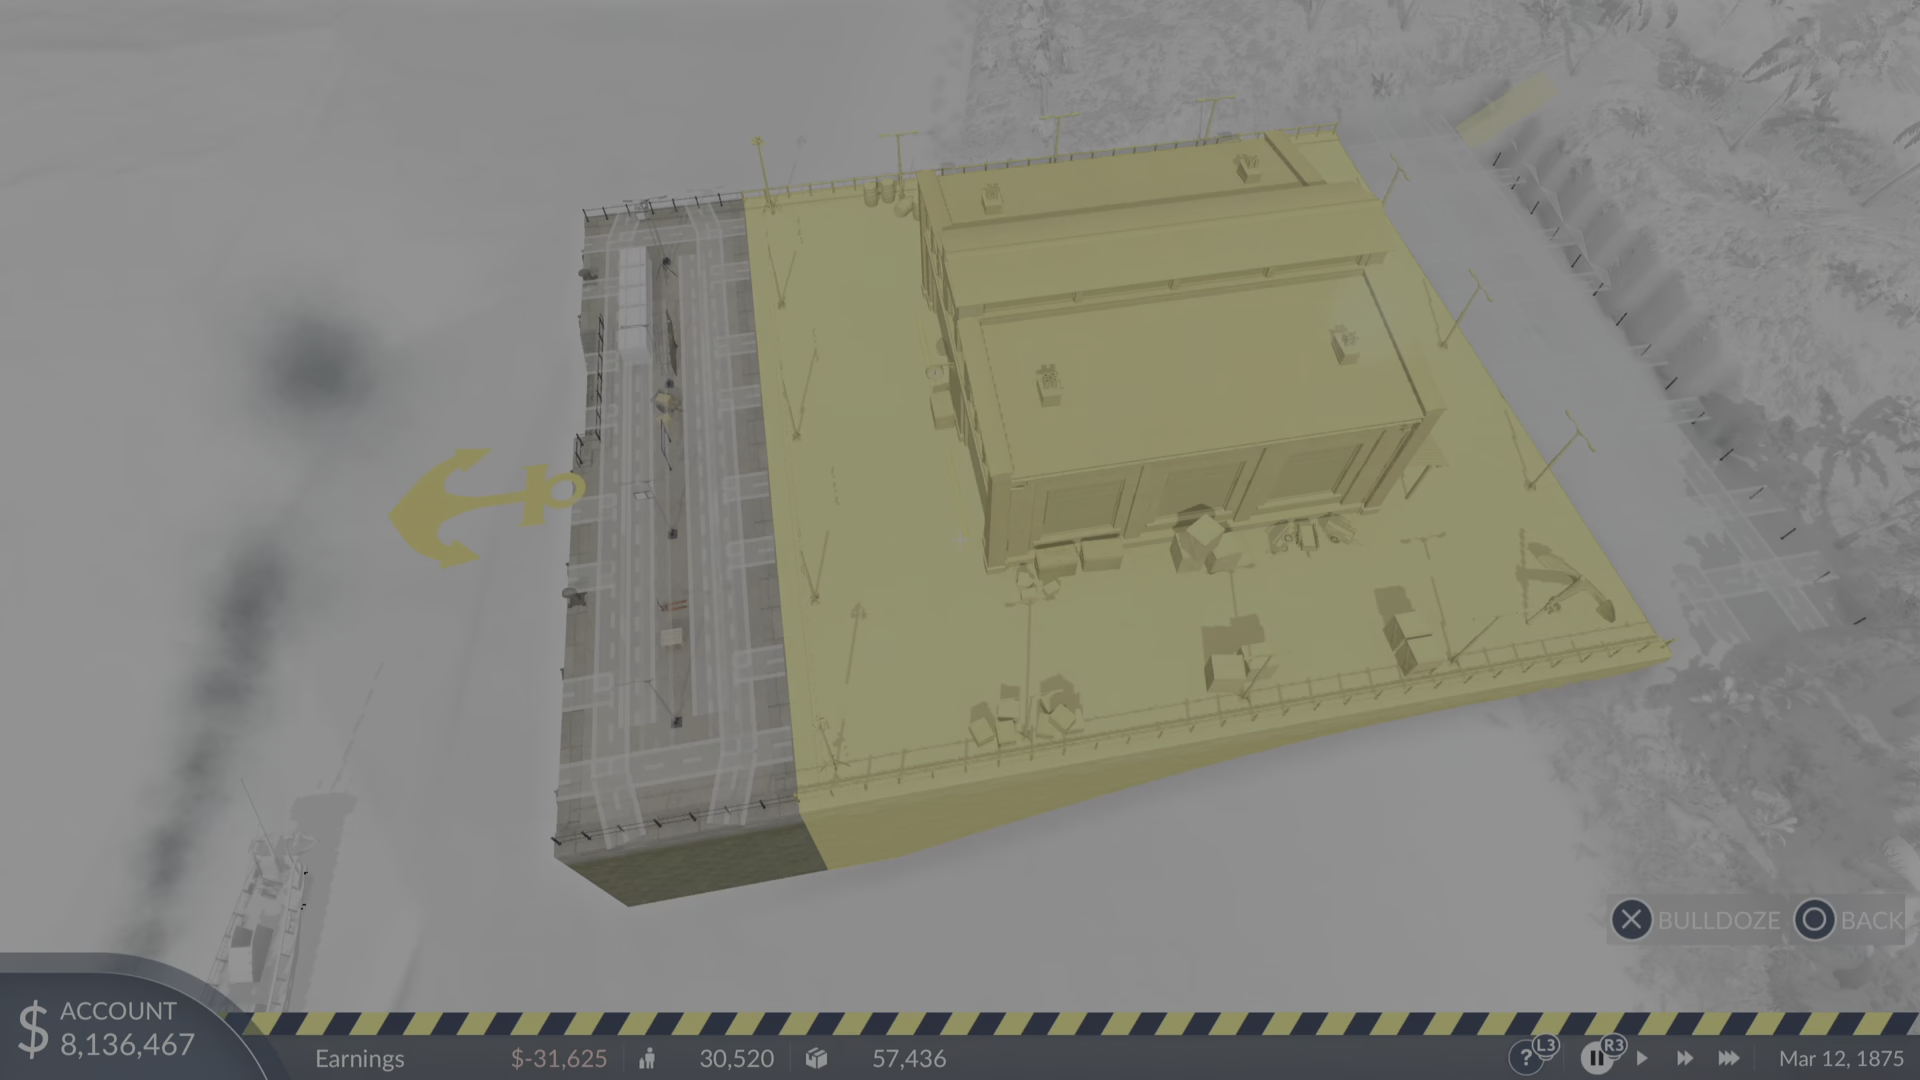 BULLDOZE BACK
ACCOUNT
$ 8,136,467
Earnings $-31,625 30,520 57,436 ? L3 R3 Mar 12, 1875